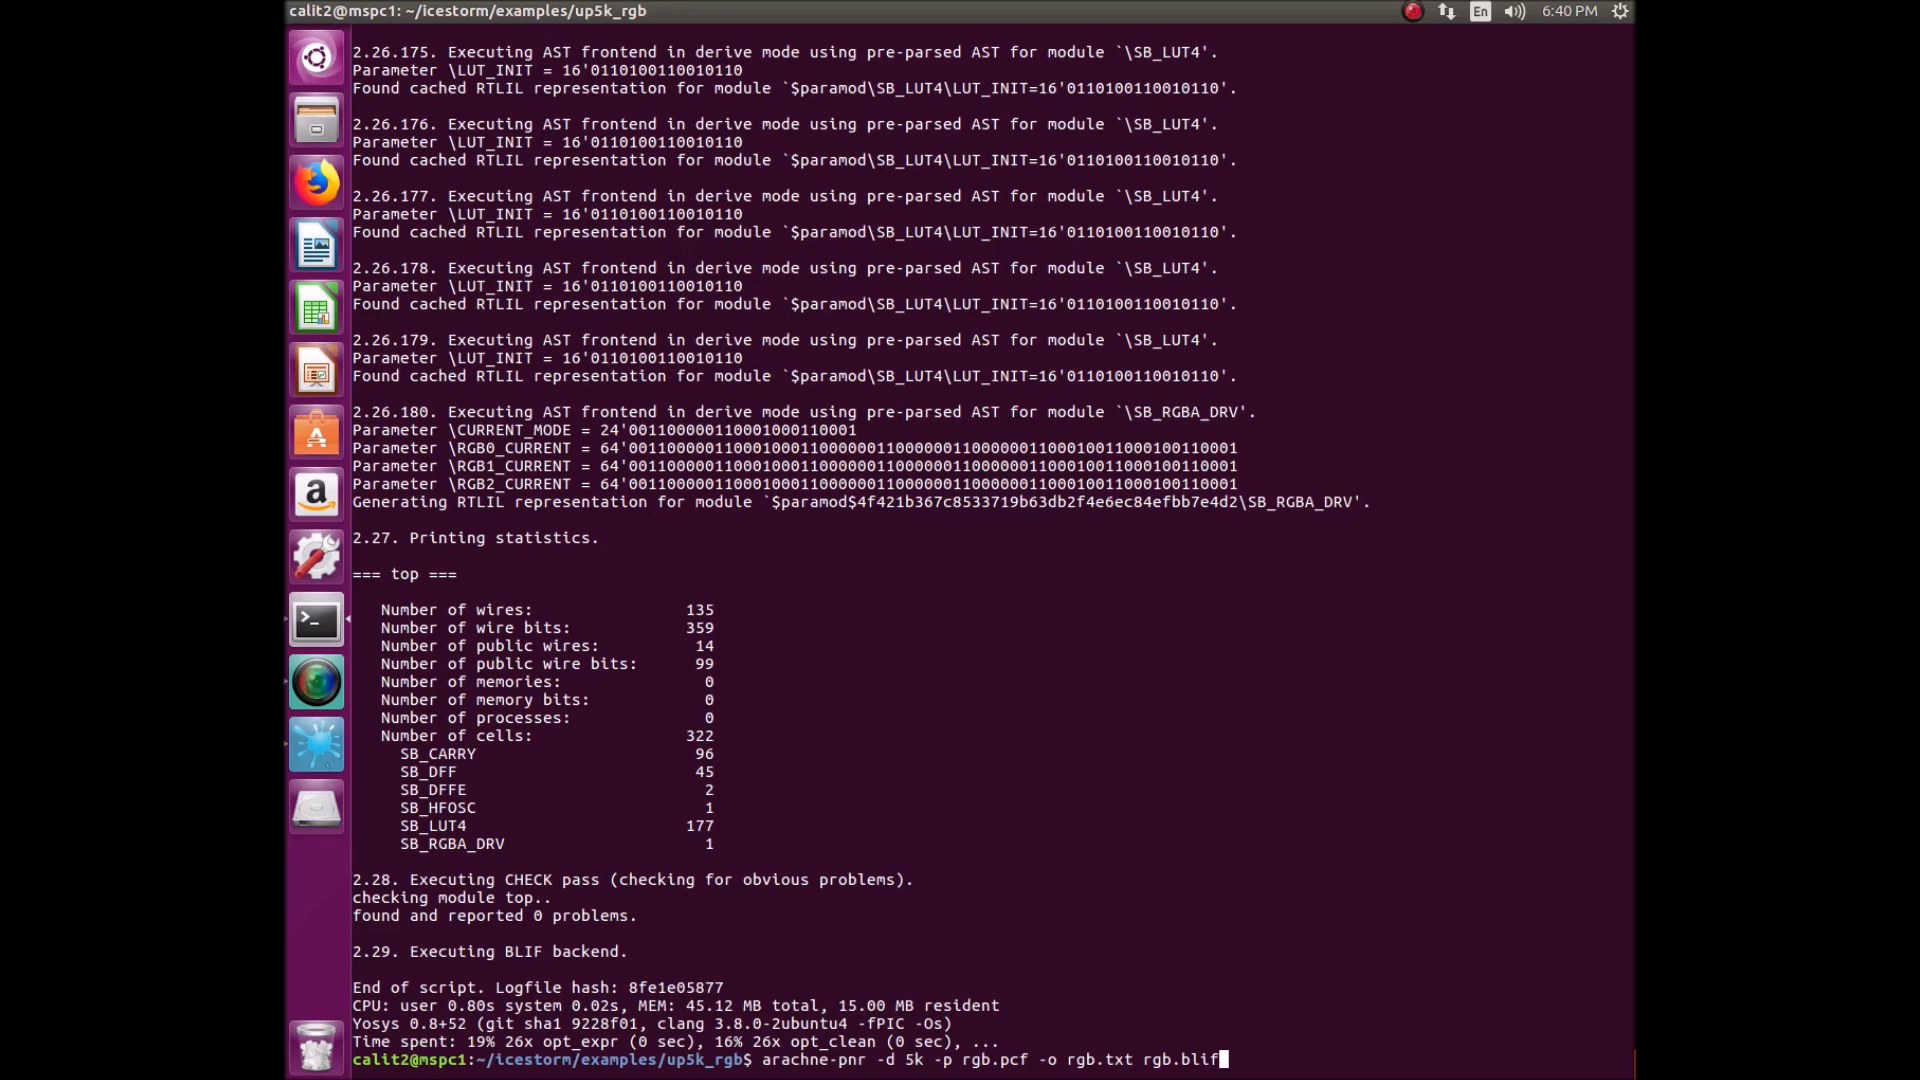 calit2@mspc1: ~/icestorm/examples/up5k_rgb
En
6:40 PM
2.26.175. Executing AST frontend in derive mode using pre-parsed AST for module `\SB_LUT4'.
Parameter \LUT_INIT = 16'0110100110010110
Found cached RTLIL representation for module `$paramod\SB_LUT4\LUT_INIT=16'0110100110010110'.
2.26.176. Executing AST frontend in derive mode using pre-parsed AST for module `\SB_LUT4'.
Parameter \LUT_INIT = 16'0110100110010110
Found cached RTLIL representation for module `$paramod\SB_LUT4\LUT_INIT=16'0110100110010110'.
2.26.177. Executing AST frontend in derive mode using pre-parsed AST for module `\SB_LUT4'.
Parameter \LUT_INIT = 16'0110100110010110
Found cached RTLIL representation for module `$paramod\SB_LUT4\LUT_INIT=16'0110100110010110'.
2.26.178. Executing AST frontend in derive mode using pre-parsed AST for module `\SB_LUT4'.
Parameter \LUT_INIT = 16'0110100110010110
Found cached RTLIL representation for module `$paramod\SB_LUT4\LUT_INIT=16'0110100110010110'.
2.26.179. Executing AST frontend in derive mode using pre-parsed AST for module `\SB_LUT4'.
Parameter \LUT_INIT = 16'0110100110010110
Found cached RTLIL representation for module `$paramod\SB_LUT4\LUT_INIT=16'0110100110010110'.
2.26.180. Executing AST frontend in derive mode using pre-parsed AST for module `\SB_RGBA_DRV'.
Parameter \CURRENT_MODE = 24'001100000110001000110001
Parameter \RGB0_CURRENT = 64'0011000001100010001100000011000000110000001100010011000100110001
Parameter \RGB1_CURRENT = 64'0011000001100010001100000011000000110000001100010011000100110001
Parameter \RGB2_CURRENT = 64'0011000001100010001100000011000000110000001100010011000100110001
Generating RTLIL representation for module `$paramod$4f421b367c8533719b63db2f4e6ec84efbb7e4d2\SB_RGBA_DRV'.
2.27. Printing statistics.
=== top ===
Number of wires: 135
Number of wire bits: 359
Number of public wires: 14
Number of public wire bits: 99
Number of memories: 0
Number of memory bits: 0
Number of processes: 0
Number of cells: 322
SB_CARRY 96
SB_DFF 45
SB_DFFE 2
SB_HFOSC 1
SB_LUT4 177
SB_RGBA_DRV 1
2.28. Executing CHECK pass (checking for obvious problems).
checking module top..
found and reported 0 problems.
2.29. Executing BLIF backend.
End of script. Logfile hash: 8fe1e05877
CPU: user 0.80s system 0.02s, MEM: 45.12 MB total, 15.00 MB resident
Yosys 0.8+52 (git sha1 9228f01, clang 3.8.0-2ubuntu4 -fPIC -Os)
Time spent: 19% 26x opt_expr (0 sec), 16% 26x opt_clean (0 sec), ...
calit2@mspc1:~/icestorm/examples/up5k_rgb$ arachne-pnr -d 5k -p rgb.pcf -o rgb.txt rgb.blif